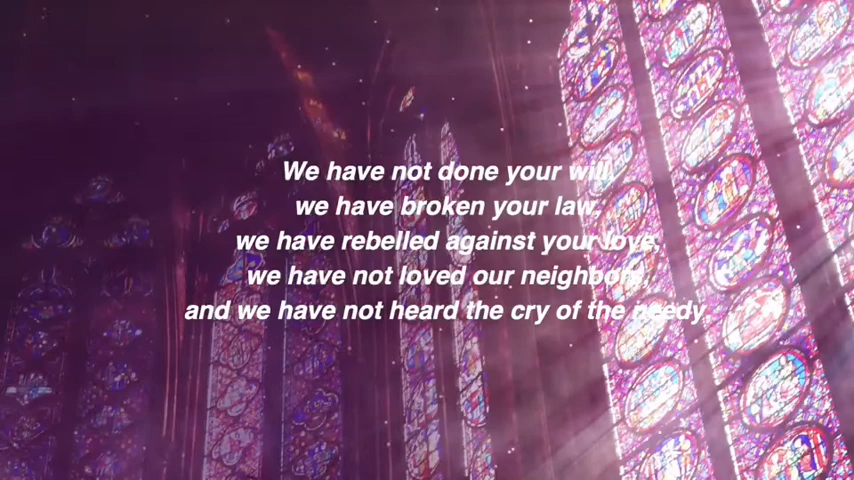 We have not done your will,
we have broken your law,
we have rebelled against your love,
we have not loved our neighbors,
and we have not heard the cry of the needy.